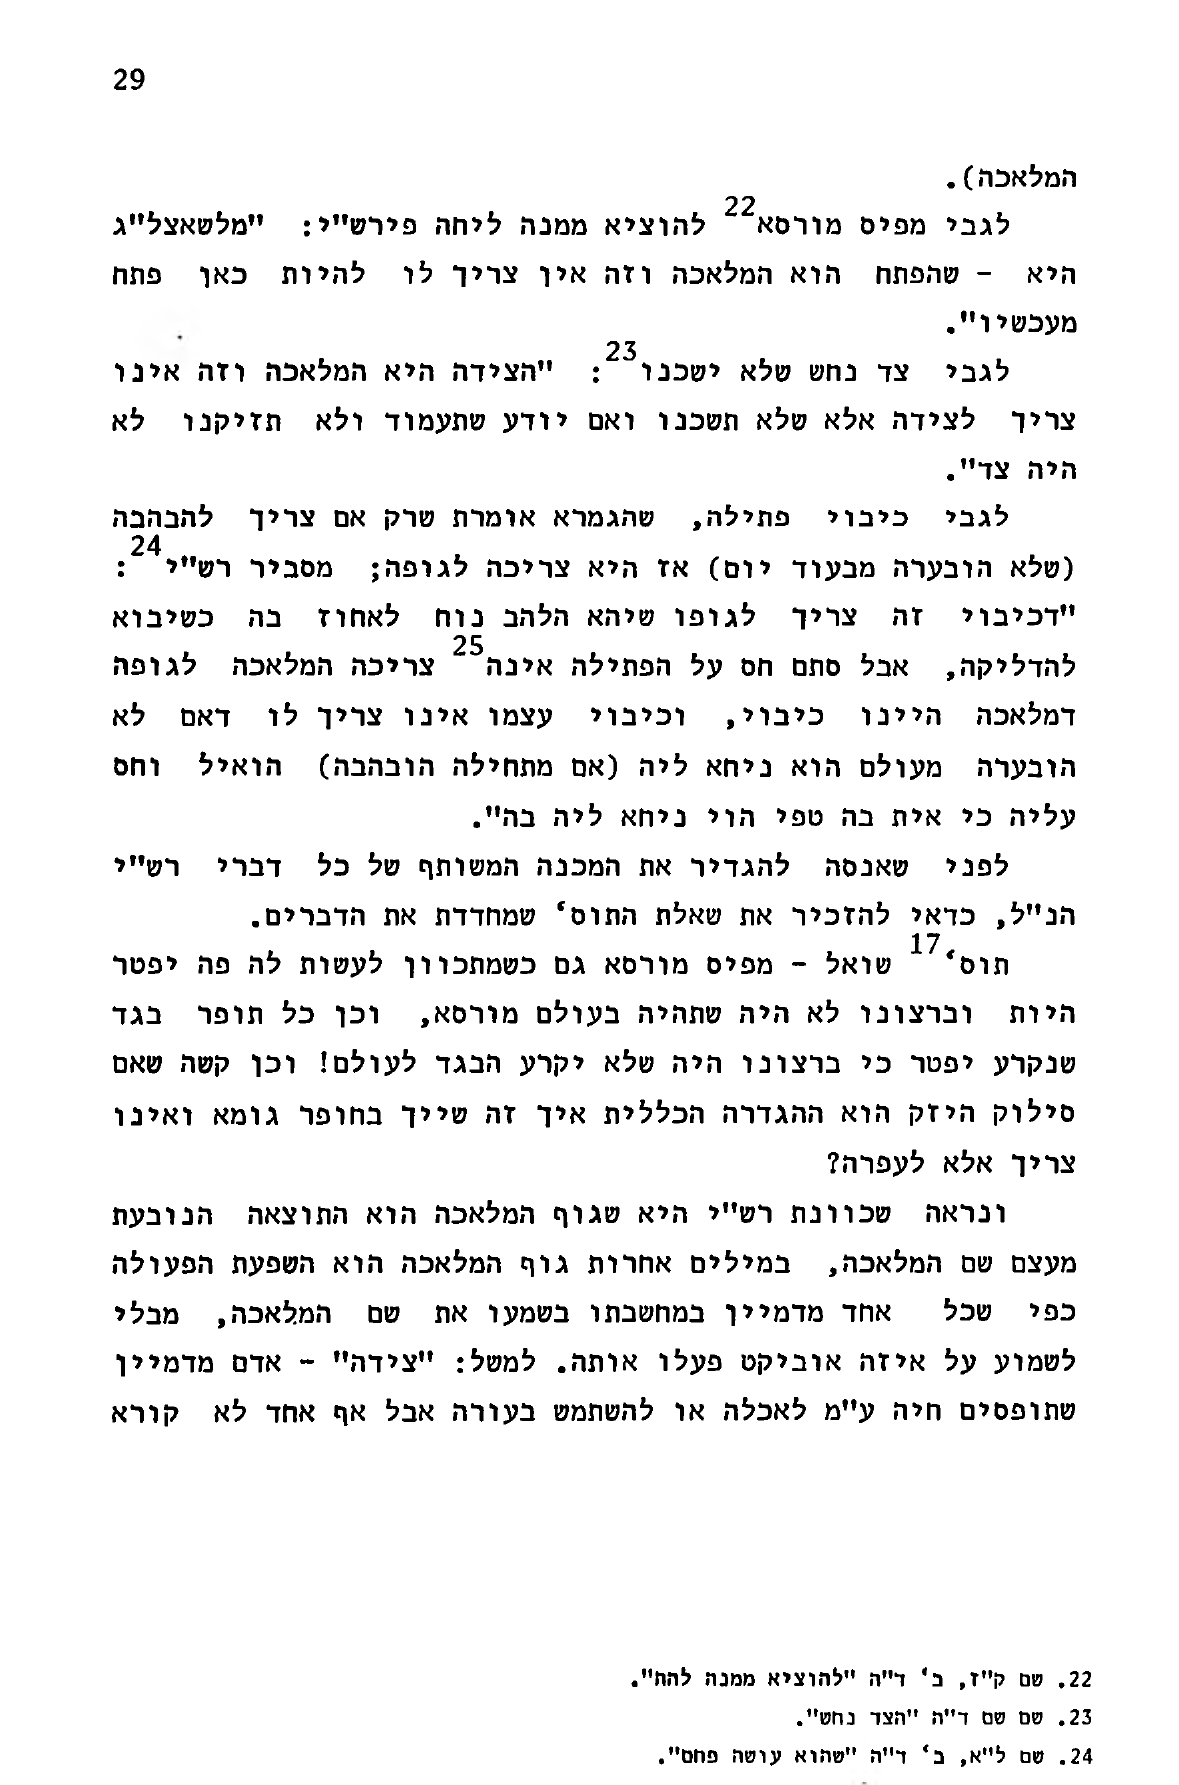 29
המלאכה).
לגבי מפיס מורסא22 להוציא ממנה ליחה פירש"י: "מלשאצל"ג
היא - שהפתח הוא המלאכה וזה אין צריך לו להיות כאן פתח
מעכשיו".
לגבי צד נחש שלא ישכנו23: "הצידה היא המלאכה וזה אינו
צריך לצידה אלא שלא תשכנו ואם יודע שתעמוד ולא תזיקנו לא
היה צד".
לגבי כיבוי פתילה, שהגמרא אומרת שרק אם צריך להבהבה
(שלא הובערה מבעוד יום) אז היא צריכה לגופה; מסביר רש"י24:
"דכיבוי זה צריך לגופו שיהא הלהב נוח לאחוז בה כשיבוא
להדליקה, אבל סתם חס על הפתילה אינה25 צריכה המלאכה לגופה
דמלאכה היינו כיבוי, וכיבוי עצמו אינו צריך לו דאם לא
הובערה מעולם הוא ניחא ליה (אם מתחילה הובהבה) הואיל וחס
עליה כי אית בה טפי הוי ניחא ליה בה".
לפני שאנסה להגדיר את המכנה המשותף של כל דברי רש"י
הנ"ל, כדאי להזכיר את שאלת התוס' שמחדדת את הדברים.
תוס'17 שואל - מפיס מורסא גם כשמתכוון לעשות לה פה יפטר
היות וברצונו לא היה שתהיה בעולם מורסא, וכן כל תופר בגד
שנקרע יפטר כי ברצונו היה שלא יקרע הבגד לעולם! וכן קשה שאם
סילוק היזק הוא ההגדרה הכללית איך זה שייך בחופר גומא ואינו
צריך אלא לעפרה?
ונראה שכוונת רש"י היא שגוף המלאכה הוא התוצאה הנובעת
מעצם שם המלאכה, במילים אחרות גוף המלאכה הוא השפעת הפעולה
כפי שכל אחד מדמיין במחשבתו בשמעו את שם המלאכה, מבלי
לשמוע על איזה אוביקט פעלו אותה. למשל: "צידה" - אדם מדמיין
שתופסים חיה ע"מ לאכלה או להשתמש בעורה אבל אף אחד לא קורא
22. שם ק"ז, ב' ד"ה "להוציא ממנה להח".
23. שם שם ד"ה "הצד נחש".
24. שם ל"א, ב' ד"ה "שהוא עושה פחם".